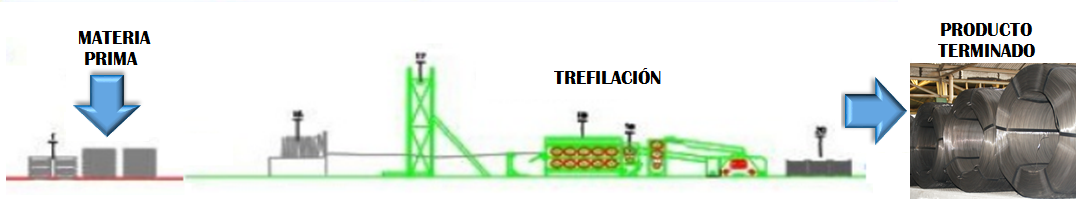 MATERIA
PRIMA
TREFILACIÓN
PRODUCTO
TERMINADO